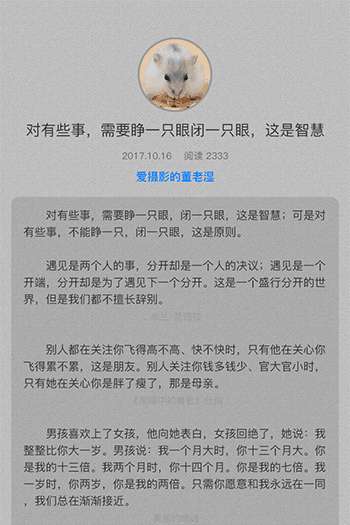 对有些事，需要睁一只眼闭一只眼，这是智慧
2017.10.16 阅读 2333
爱摄影的董老湿
对有些事，需要睁一只眼，闭一只眼，这是智慧；可是对
有些事，不能睁一只，闭一只眼，这是原则。
遇见是两个人的事，分开却是一个人的决议；遇见是一个
开端，分开却是为了遇见下一个分开。这是一个盛行分开的世
界，但是我们都不擅长辞别。
别人都在关注你飞得高不高、快不快时，只有他在关心你
飞得累不累，这是朋友。别人关注你钱多钱少、官大官小时，
只有她在关心你是胖了瘦了，那是母亲。
男孩喜欢上了女孩，他向她表白，女孩回绝了，她说：我
整整比你大一岁。男孩说：我一个月大时，你十三个月大。你
是我的十三倍。我两个月时，你十四个月。你是我的七倍。我
一岁时，你两岁，你是我的两倍。只需你愿意和我永远在一同
，我们总在渐渐接近。